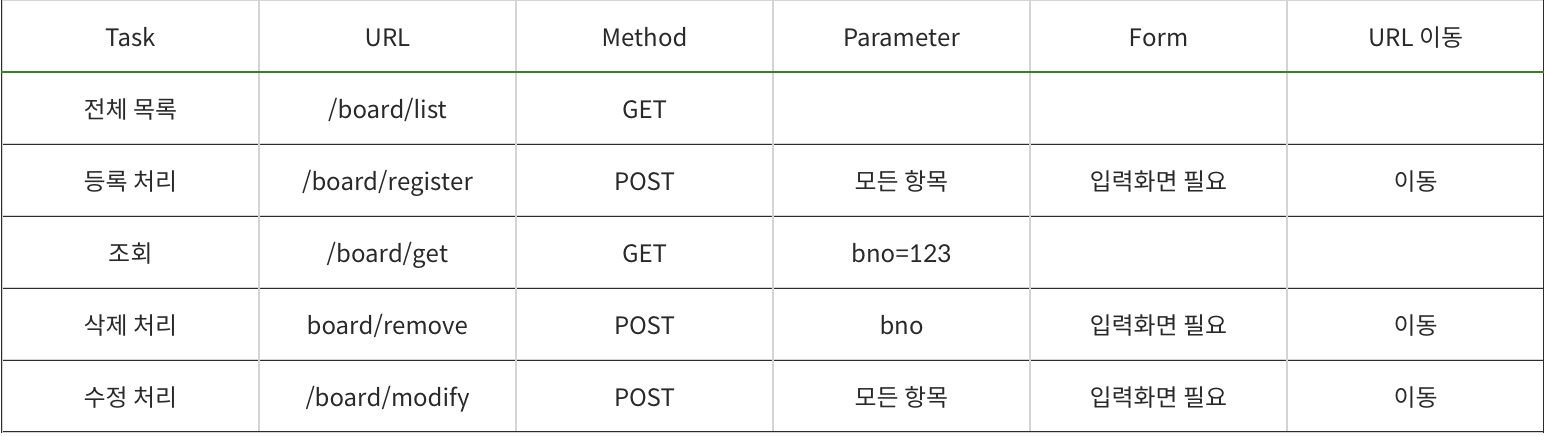 Task URL Method Parameter Form URL 이동
전체 목록 /board/list GET
등록 처리 /board/register POST 모든 항목 입력화면 필요 이동
조회 /board/get GET bno=123
삭제 처리 board/remove POST bno 입력화면 필요 이동
수정 처리 /board/modify POST 모든 항목 입력화면 필요 이동